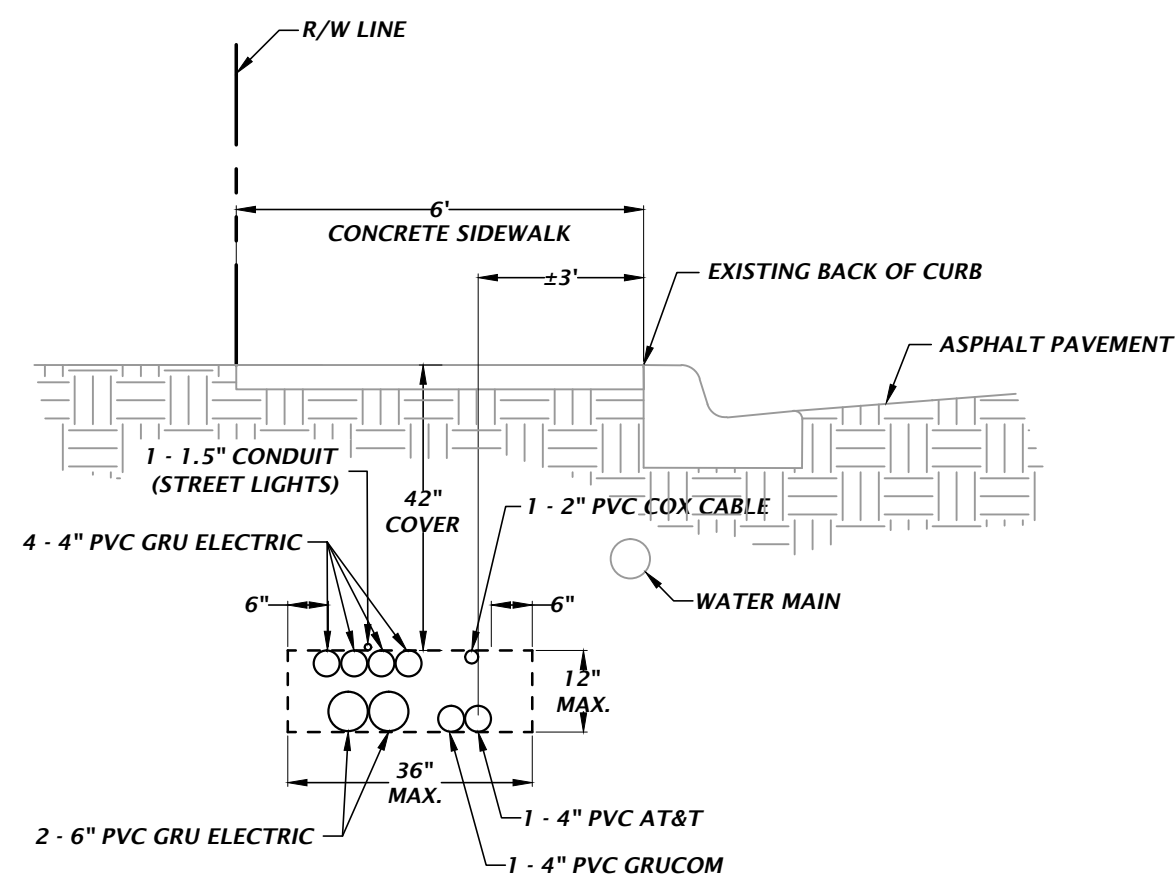 R/W LINE
6'
CONCRETE SIDEWALK
±3'
EXISTING BACK OF CURB
ASPHALT PAVEMENT
1 - 1.5" CONDUIT
(STREET LIGHTS)
42"
COVER
1 - 2" PVC COX CABLE
4 - 4" PVC GRU ELECTRIC
WATER MAIN
6"
6"
12"
MAX.
36"
MAX.
1 - 4" PVC AT&T
2 - 6" PVC GRU ELECTRIC
1 - 4" PVC GRUCOM